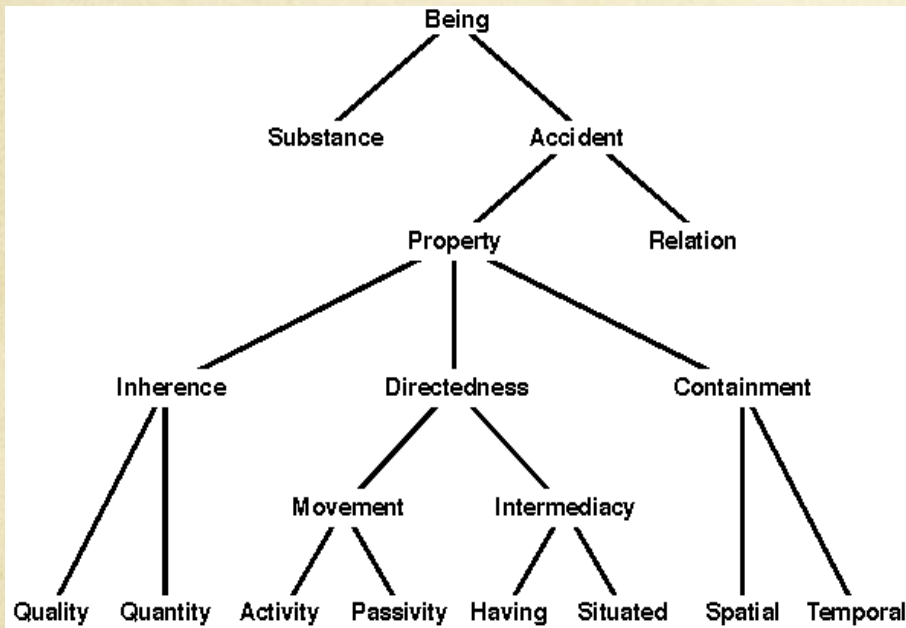 Being
Substance Accident
Property Relation
Inherence Directedness Containment
Movement Intermediacy
Quality Quantity Activity Passivity Having Situated Spatial Temporal